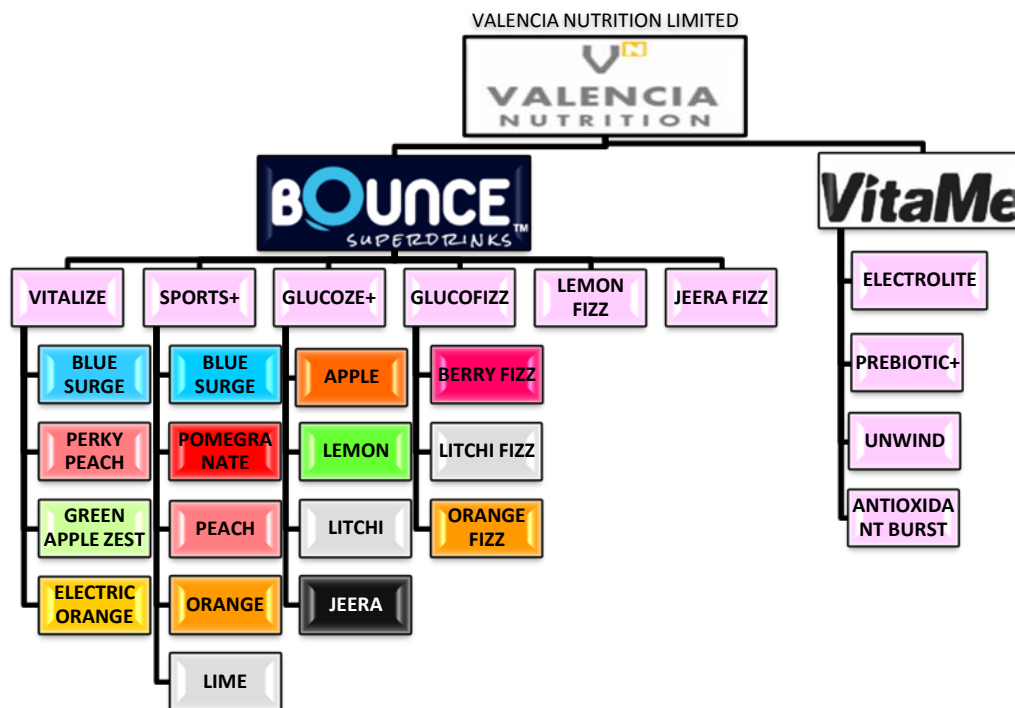 VALENCIA NUTRITION LIMITED
VN
VALENCIA
NUTRITION
BOUNCE™
SUPERDRINKS
VitaMe
VITALIZE
SPORTS+
GLUCOZE+
GLUCOFIZZ
LEMON
FIZZ
JEERA FIZZ
BLUE
SURGE
PERKY
PEACH
GREEN
APPLE ZEST
ELECTRIC
ORANGE
BLUE
SURGE
POMEGRA
NATE
PEACH
ORANGE
LIME
APPLE
LEMON
LITCHI
JEERA
BERRY FIZZ
LITCHI FIZZ
ORANGE
FIZZ
ELECTROLITE
PREBIOTIC+
UNWIND
ANTIOXIDA
NT BURST